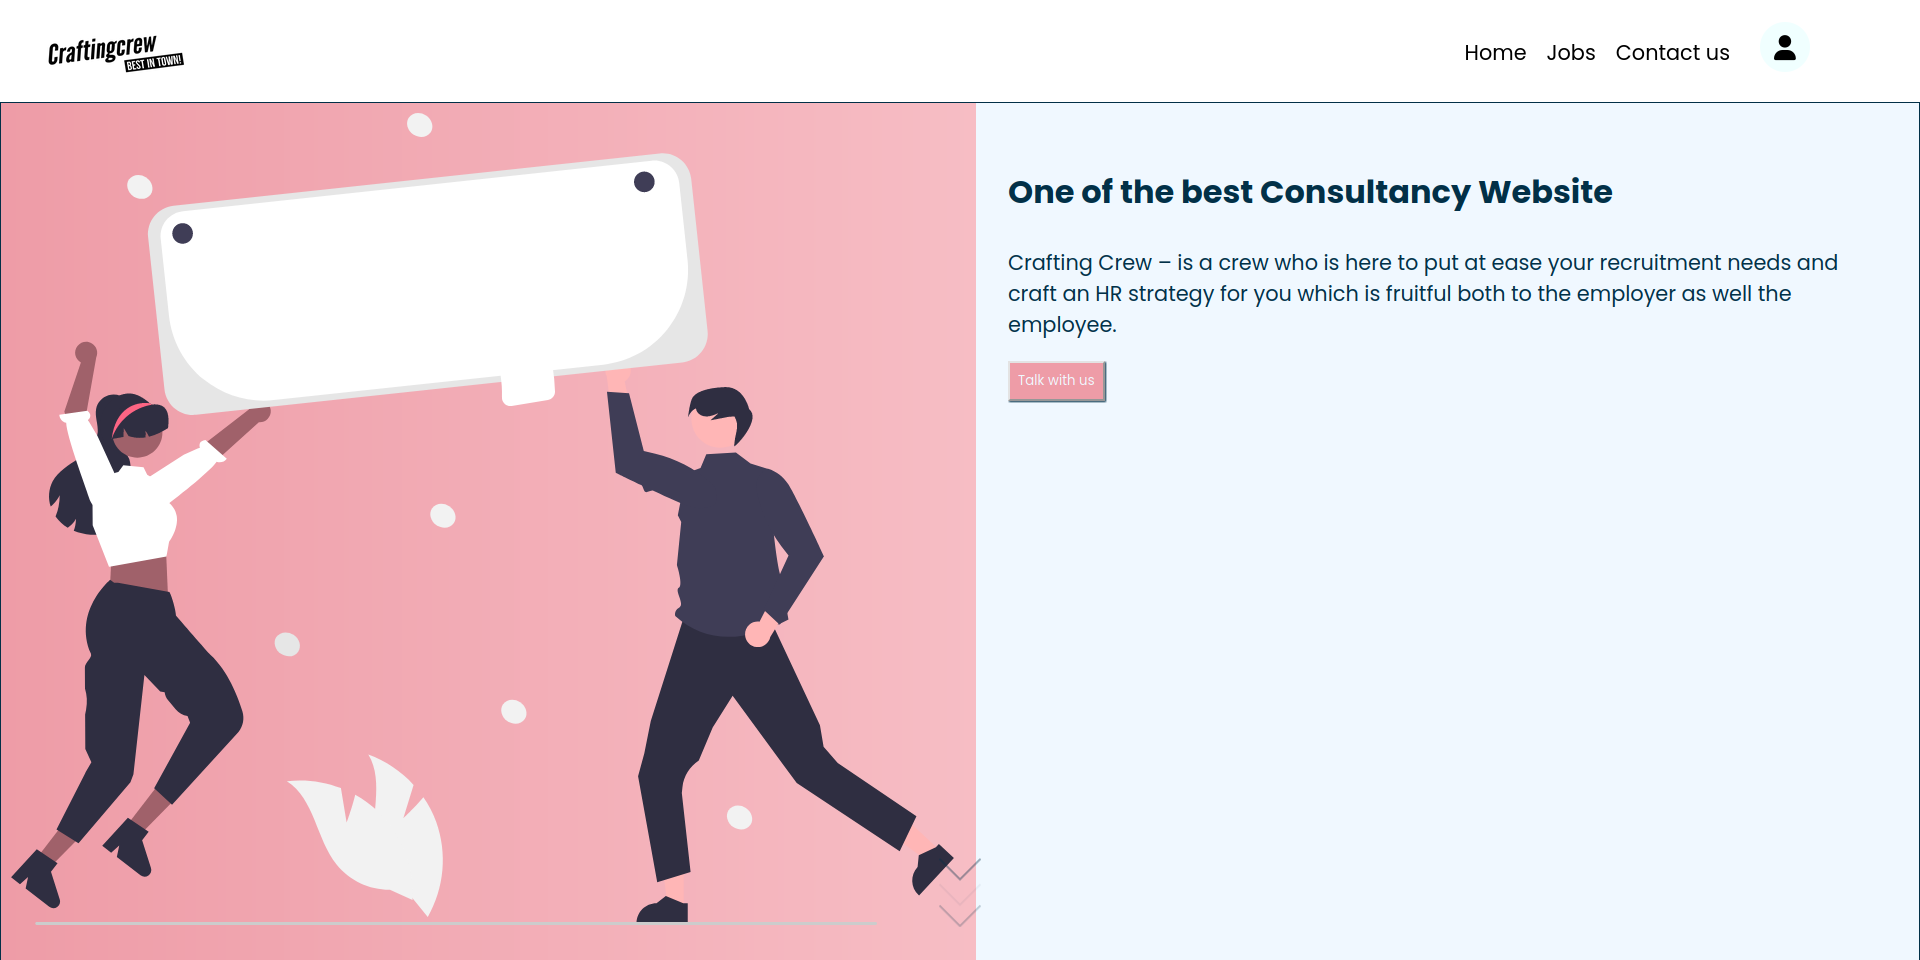 Craftingcrew
BEST IN TOWN!
Home Jobs Contact us
One of the best Consultancy Website
Crafting Crew – is a crew who is here to put at ease your recruitment needs and
craft an HR strategy for you which is fruitful both to the employer as well the
employee.
Talk with us